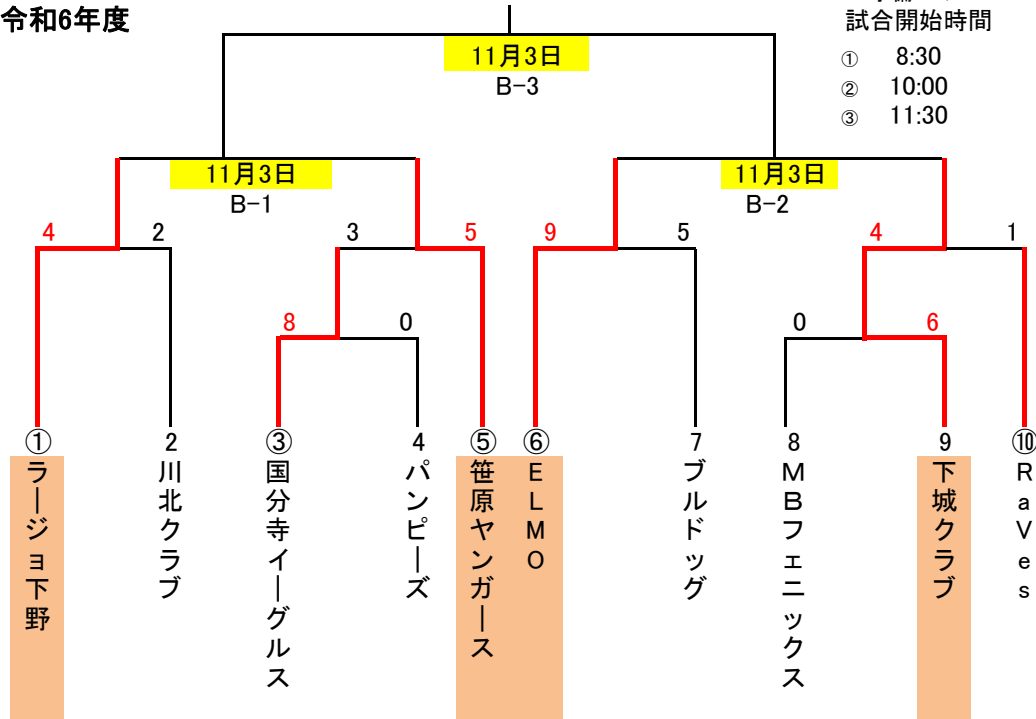 令和6年度
試合開始時間
① 8:30
② 10:00
③ 11:30
11月3日
B-3
11月3日
B-1
11月3日
B-2
4 2 3 5 9 5 4 1
8 0 0 6
① ラージョ下野
2 川北クラブ
③ 国分寺イーグルス
4 パンピーズ
⑤ 笹原ヤンガース
⑥ ELMO
7 ブルドッグ
8 MBフェニックス
9 下城クラブ
⑩ RaVes